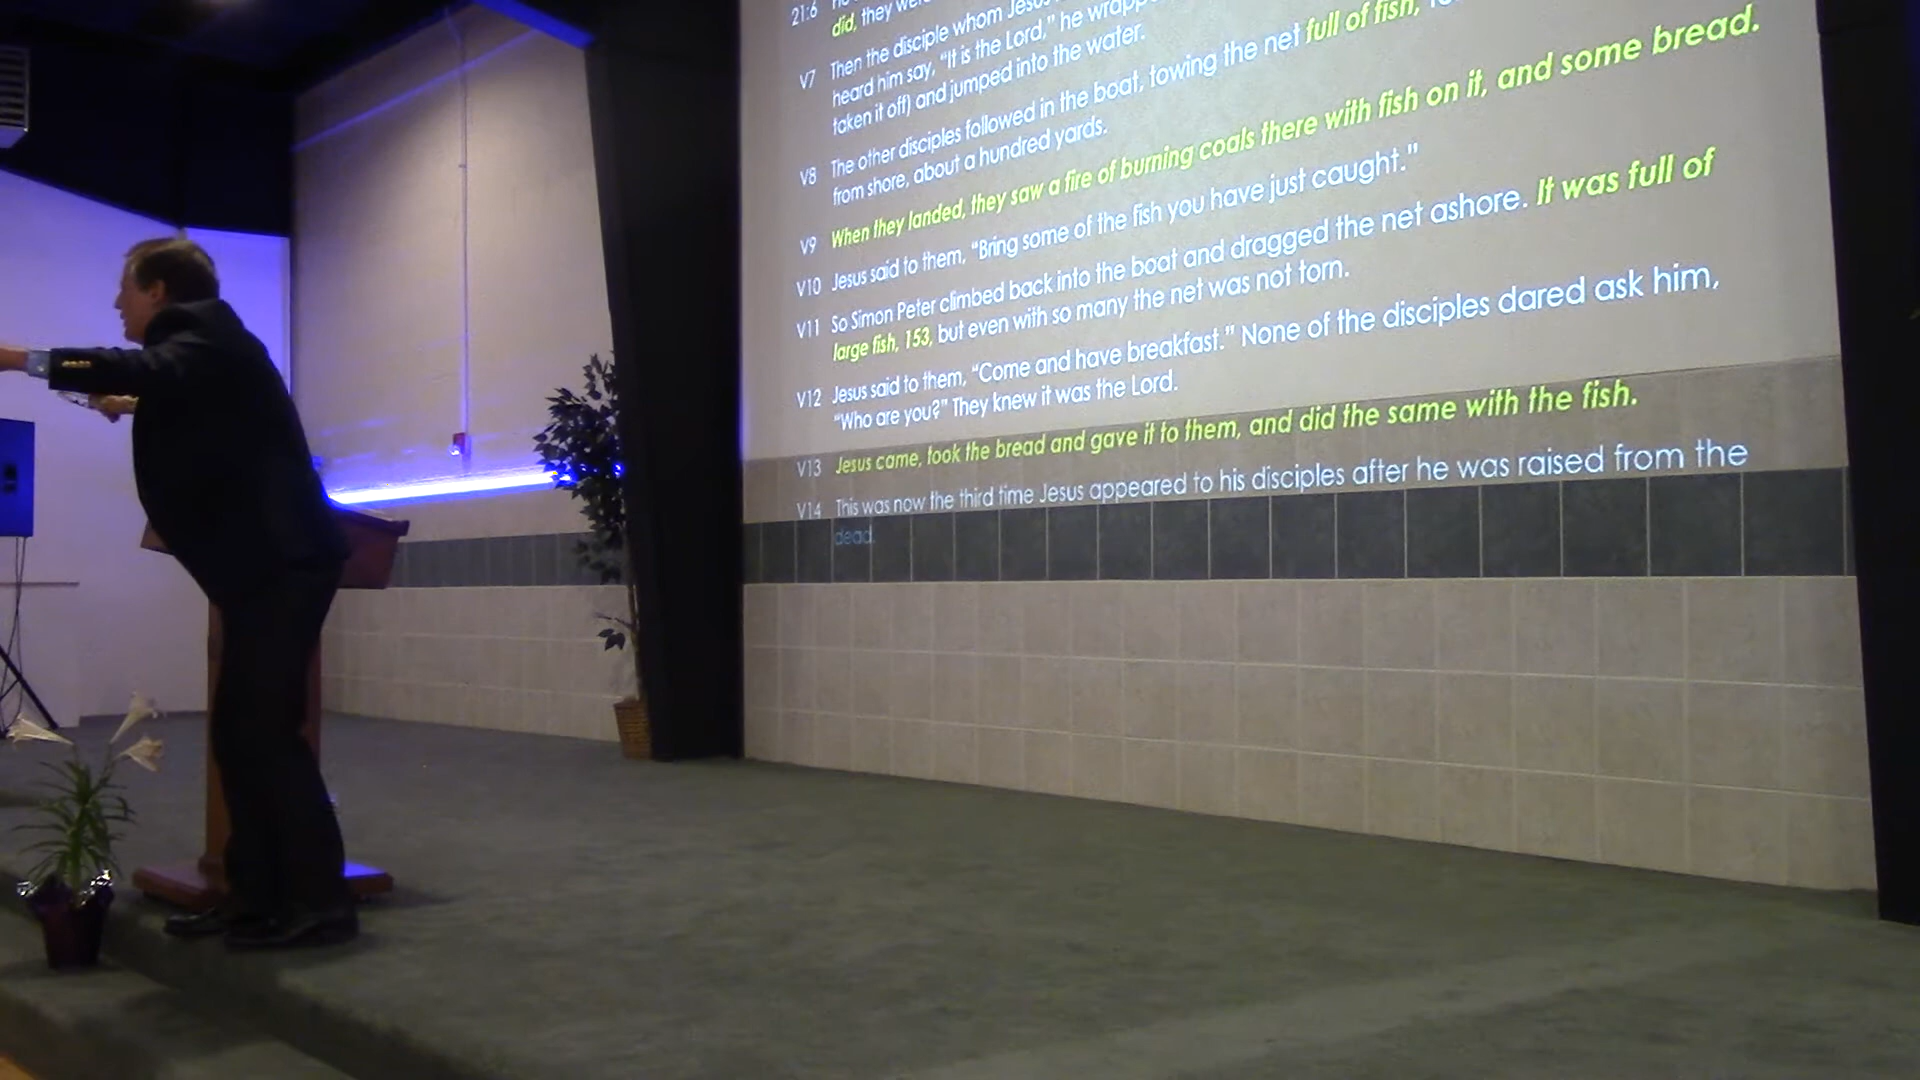 21:6
did, they were
V7 Then the disciple whom Jesus
heard him say, "It is the Lord," he wrapped
taken it off) and jumped into the water.
V8 The other disciples followed in the boat, towing the net full of fish,
from shore, about a hundred yards.
V9 When they landed, they saw a fire of burning coals there with fish on it, and some bread.
V10 Jesus said to them, "Bring some of the fish you have just caught."
V11 So Simon Peter climbed back into the boat and dragged the net ashore. It was full of
large fish, 153, but even with so many the net was not torn.
V12 Jesus said to them, "Come and have breakfast." None of the disciples dared ask him,
"Who are you?" They knew it was the Lord.
V13 Jesus came, took the bread and gave it to them, and did the same with the fish.
V14 This was now the third time Jesus appeared to his disciples after he was raised from the
dead.